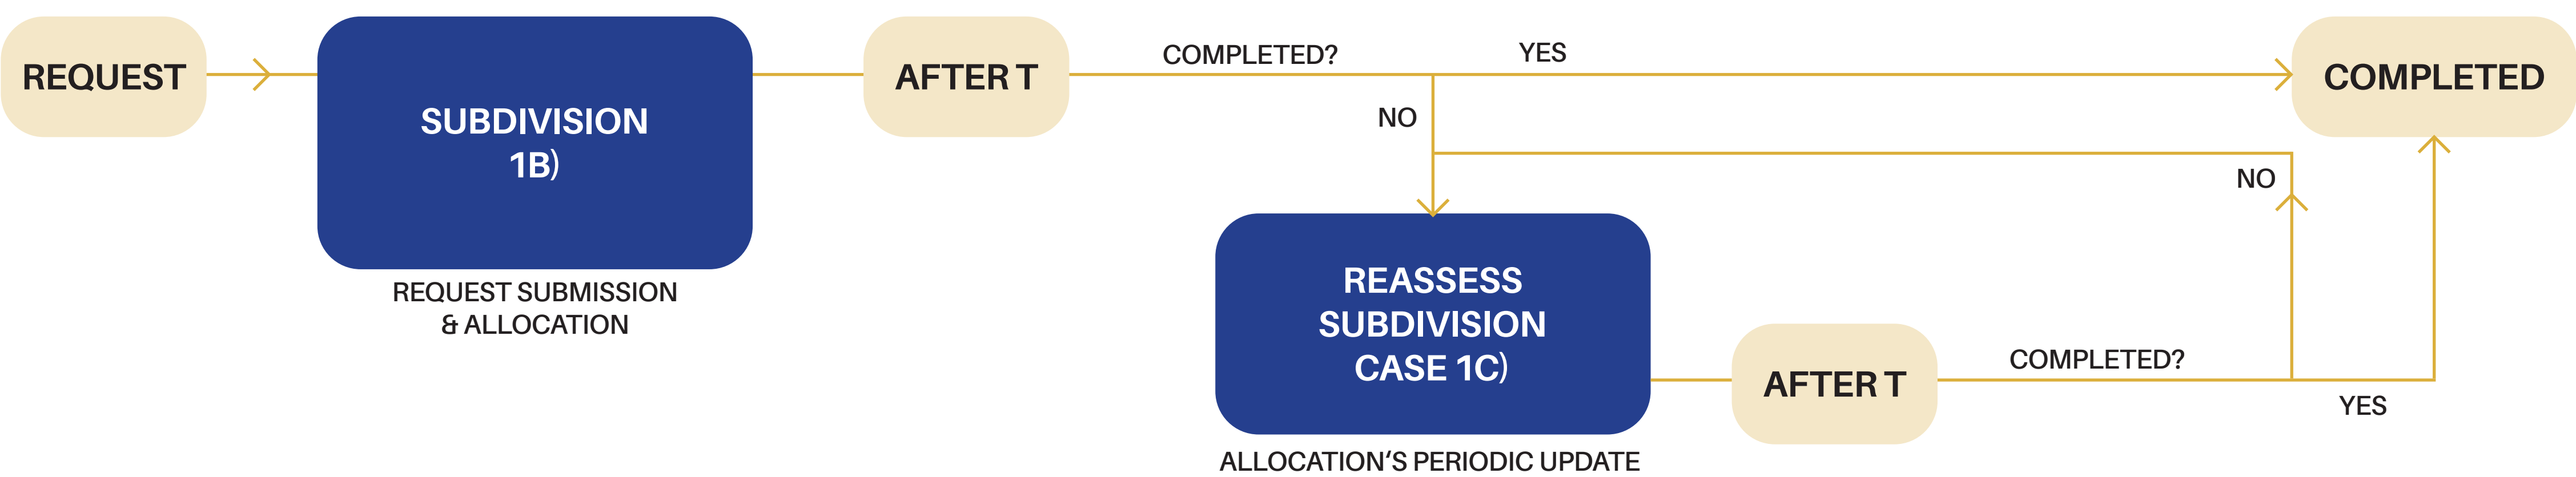 REQUEST
SUBDIVISION
1B)
REQUEST SUBMISSION
& ALLOCATION
AFTER T
COMPLETED?
YES
NO
COMPLETED
REASSESS
SUBDIVISION
CASE 1C)
ALLOCATION'S PERIODIC UPDATE
AFTER T
COMPLETED?
NO
YES